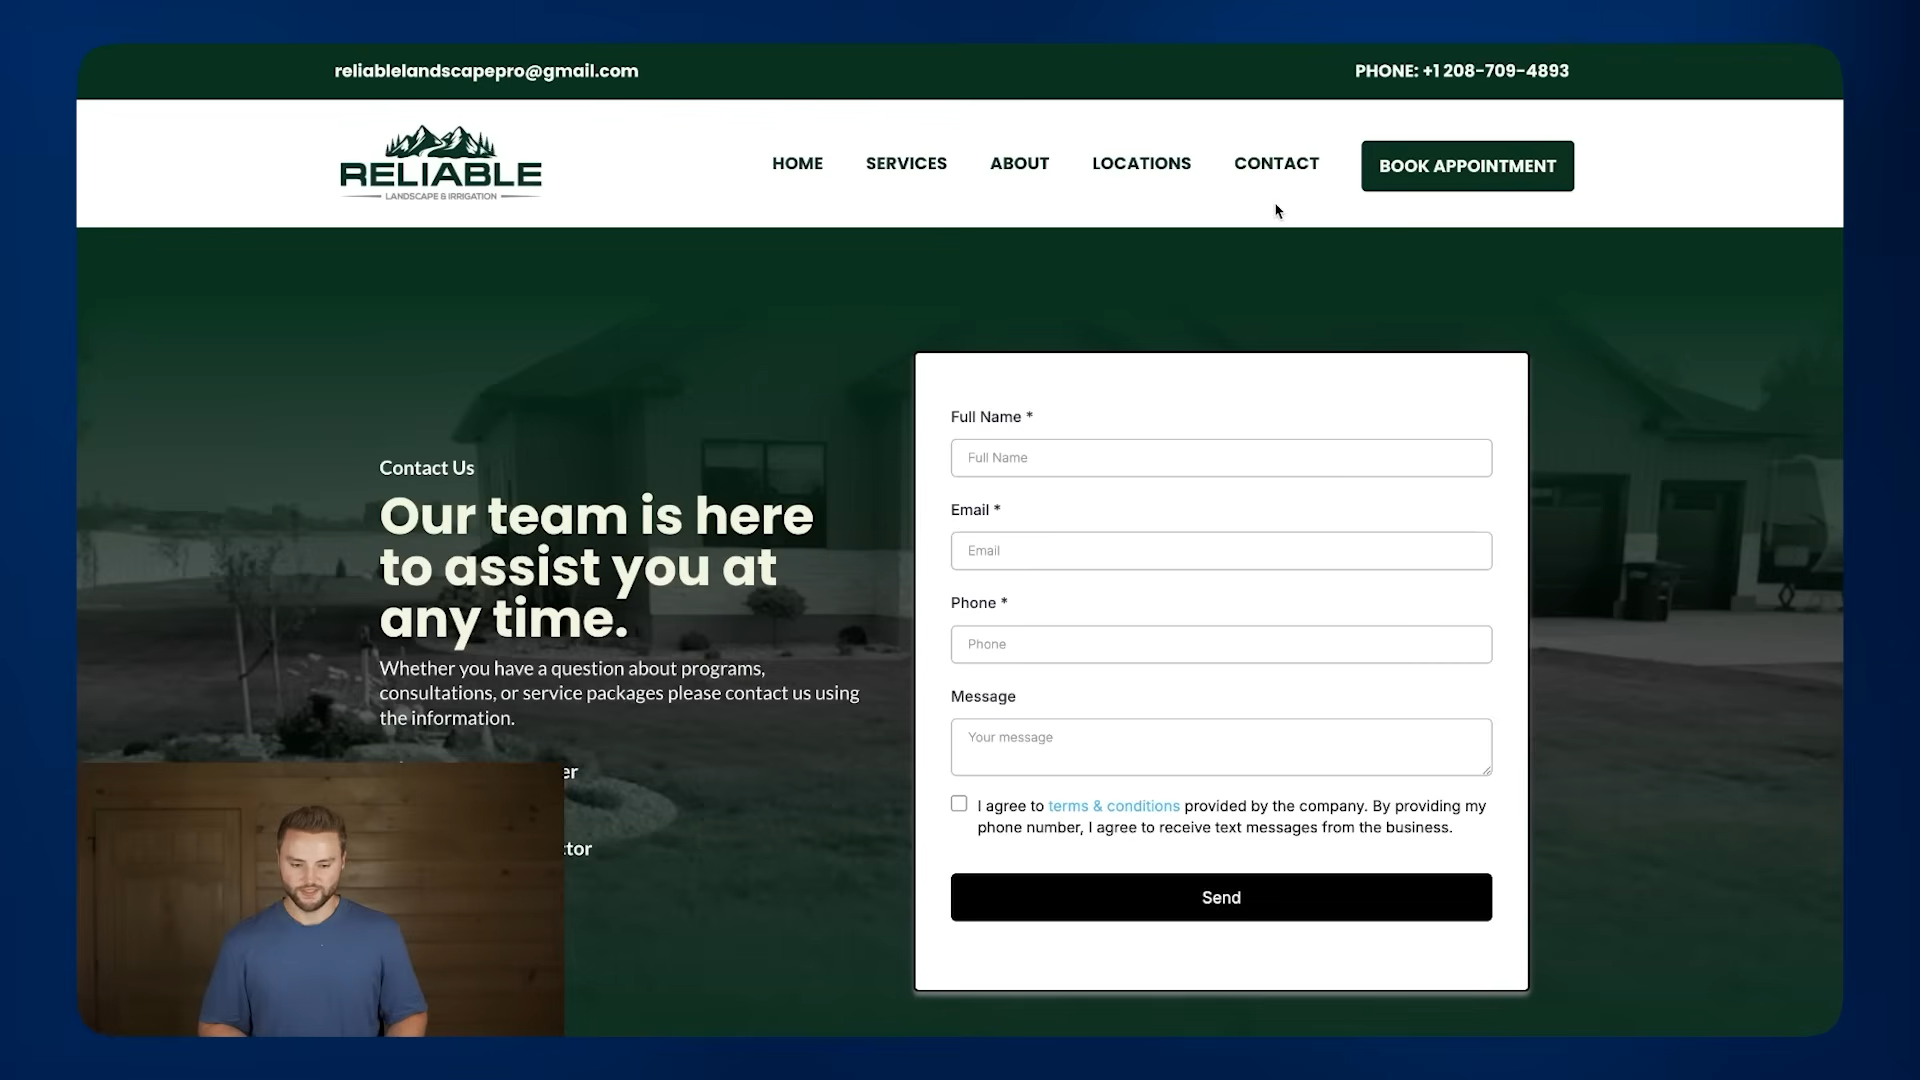 reliablelandscapepro@gmail.com
PHONE: +1 208-709-4893
RELIABLE
LANDSCAPE & IRRIGATION
HOME
SERVICES
ABOUT
LOCATIONS
CONTACT
BOOK APPOINTMENT
Contact Us
Our team is here
to assist you at
any time.
Whether you have a question about programs,
consultations, or service packages please contact us using
the information.
Full Name *
Full Name
Email *
Email
Phone *
Phone
Message
Your message
I agree to terms & conditions provided by the company. By providing my
phone number, I agree to receive text messages from the business.
Send